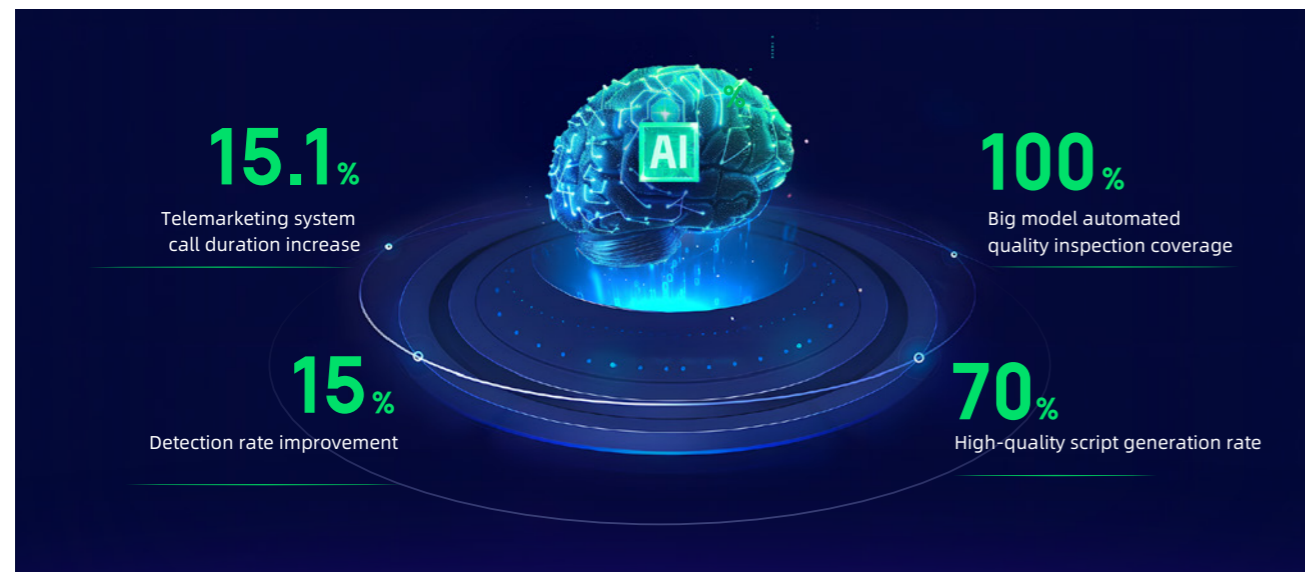 15.1%
Telemarketing system
call duration increase
15%
Detection rate improvement
%
AI
100%
Big model automated
quality inspection coverage
70%
High-quality script generation rate